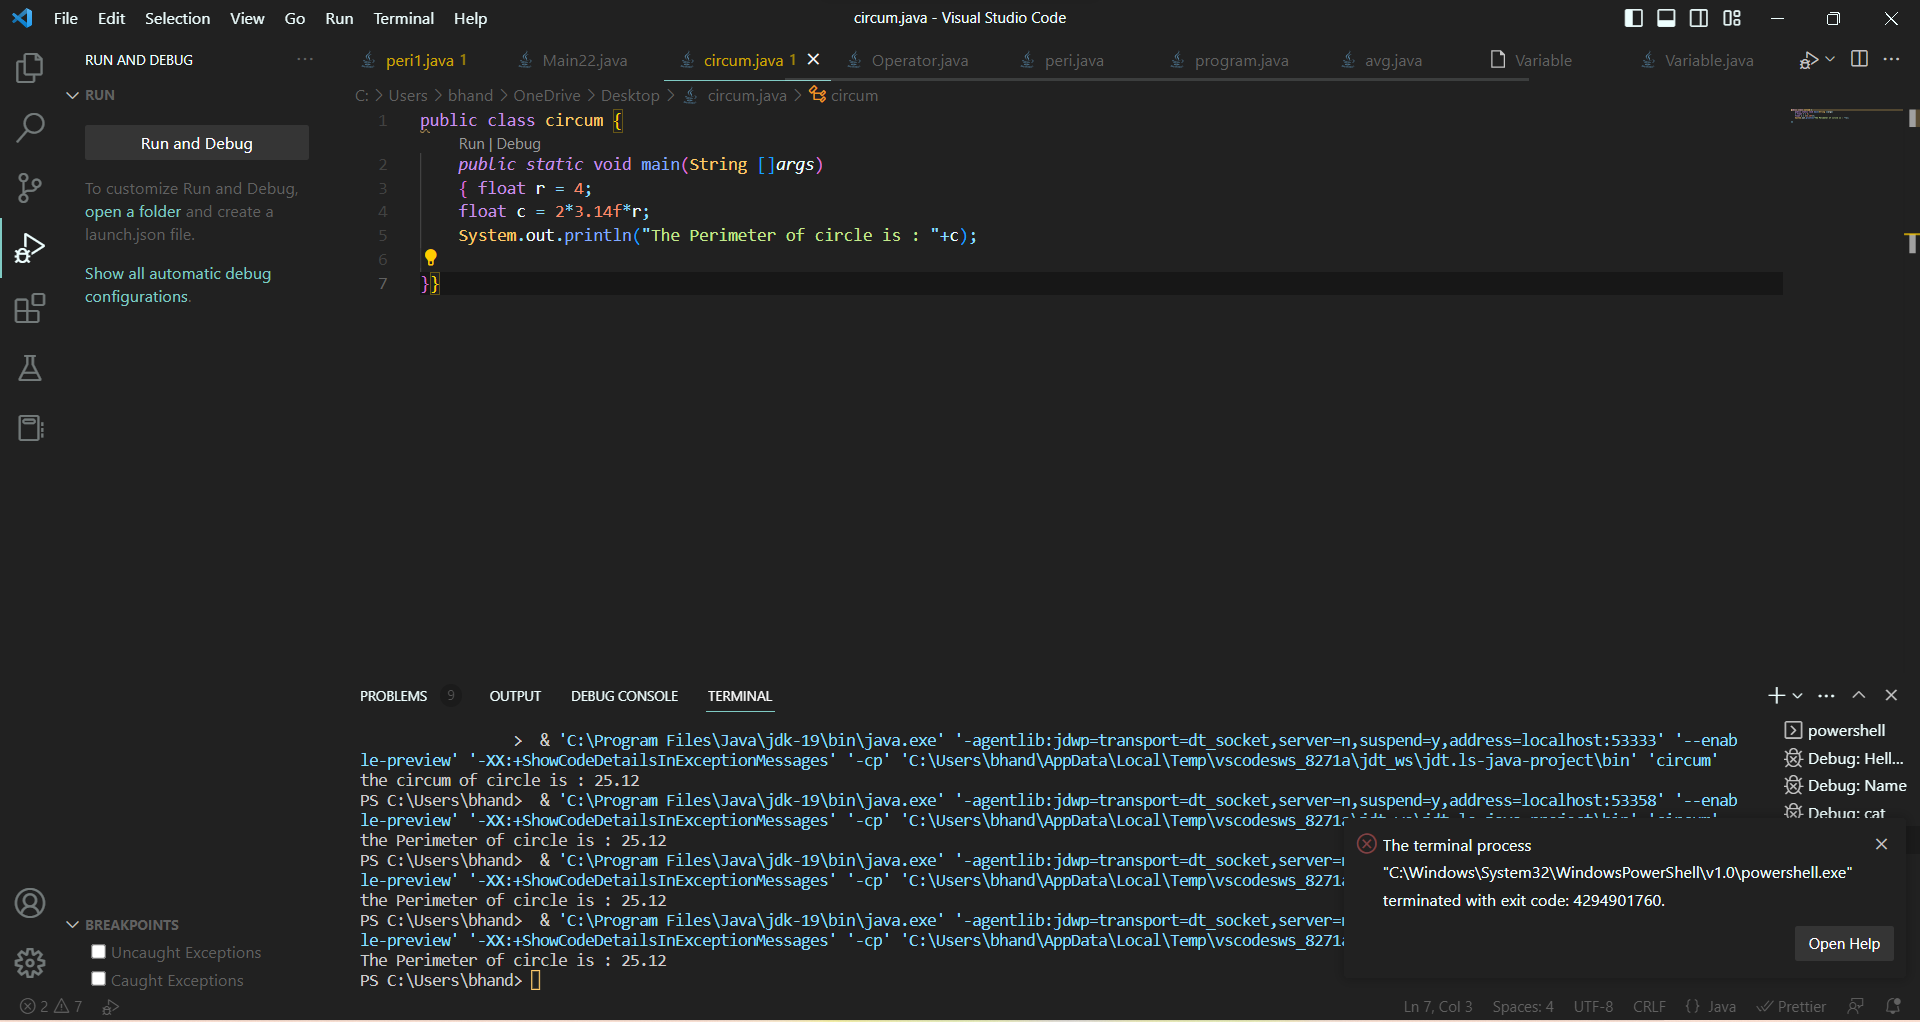 File Edit Selection View Go Run Terminal Help
circum.java - Visual Studio Code
RUN AND DEBUG ···
peri1.java 1 Main22.java circum.java 1 Operator.java peri.java program.java avg.java Variable Variable.java
RUN
Run and Debug
To customize Run and Debug,
open a folder and create a
launch.json file.
Show all automatic debug
configurations.
C: > Users > bhand > OneDrive > Desktop > circum.java > circum
1 public class circum {
Run | Debug
2 public static void main(String []args)
3 { float r = 4;
4 float c = 2*3.14f*r;
5 System.out.println("The Perimeter of circle is : "+c);
6
7 }}
PROBLEMS 9 OUTPUT DEBUG CONSOLE TERMINAL
> & 'C:\Program Files\Java\jdk-19\bin\java.exe' '-agentlib:jdwp=transport=dt_socket,server=n,suspend=y,address=localhost:53333' '--enab
le-preview' '-XX:+ShowCodeDetailsInExceptionMessages' '-cp' 'C:\Users\bhand\AppData\Local\Temp\vscodesws_8271a\jdt_ws\jdt.ls-java-project\bin' 'circum'
the circum of circle is : 25.12
PS C:\Users\bhand> & 'C:\Program Files\Java\jdk-19\bin\java.exe' '-agentlib:jdwp=transport=dt_socket,server=n,suspend=y,address=localhost:53358' '--enab
le-preview' '-XX:+ShowCodeDetailsInExceptionMessages' '-cp' 'C:\Users\bhand\AppData\Local\Temp\vscodesws_8271a\jdt_ws\jdt.ls-java-project\bin' 'circum'
the Perimeter of circle is : 25.12
PS C:\Users\bhand> & 'C:\Program Files\Java\jdk-19\bin\java.exe' '-agentlib:jdwp=transport=dt_socket,server=
le-preview' '-XX:+ShowCodeDetailsInExceptionMessages' '-cp' 'C:\Users\bhand\AppData\Local\Temp\vscodesws_8271
the Perimeter of circle is : 25.12
PS C:\Users\bhand> & 'C:\Program Files\Java\jdk-19\bin\java.exe' '-agentlib:jdwp=transport=dt_socket,server=
le-preview' '-XX:+ShowCodeDetailsInExceptionMessages' '-cp' 'C:\Users\bhand\AppData\Local\Temp\vscodesws_8271
The Perimeter of circle is : 25.12
PS C:\Users\bhand>
powershell
Debug: Hell...
Debug: Name
Debug: cat
The terminal process
"C:\Windows\System32\WindowsPowerShell\v1.0\powershell.exe"
terminated with exit code: 4294901760.
Open Help
BREAKPOINTS
Uncaught Exceptions
Caught Exceptions
2 7
Ln 7, Col 3 Spaces: 4 UTF-8 CRLF {} Java Prettier